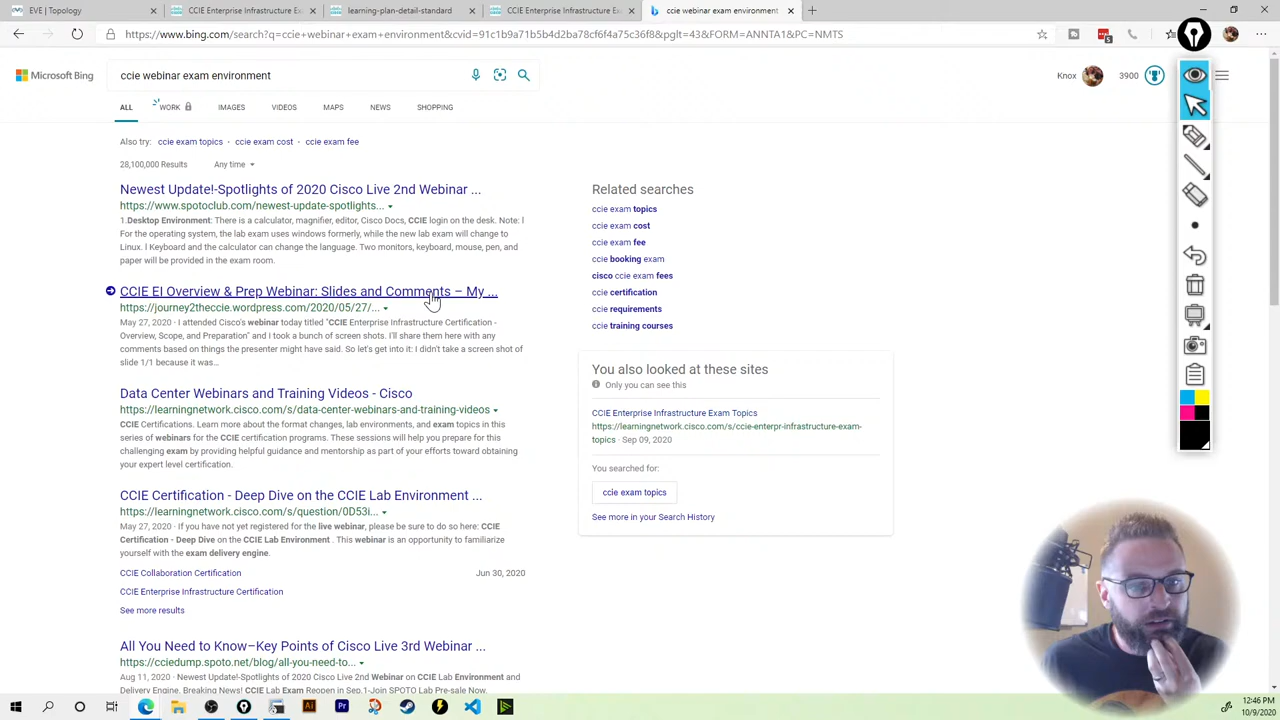 EVE | Topology
CCIE Enterprise Infrastructure E
ccie webinar exam environment
https://www.bing.com/search?q=ccie+webinar+exam+environment&cvid=91c1b9a71b5b4d2ba78cf6f4a75c36f8&pglt=43&FORM=ANNTA1&PC=NMTS
5
Microsoft Bing
ccie webinar exam environment
Knox
3900
ALL
WORK
IMAGES
VIDEOS
MAPS
NEWS
SHOPPING
Also try: ccie exam topics · ccie exam cost · ccie exam fee
28,100,000 Results Any time
Newest Update!-Spotlights of 2020 Cisco Live 2nd Webinar ...
https://www.spotoclub.com/newest-update-spotlights...
1.Desktop Environment: There is a calculator, magnifier, editor, Cisco Docs, CCIE login on the desk. Note: l
For the operating system, the lab exam uses windows formerly, while the new lab exam will change to
Linux. l Keyboard and the calculator can change the language. Two monitors, keyboard, mouse, pen, and
paper will be provided in the exam room.
CCIE EI Overview & Prep Webinar: Slides and Comments – My ...
https://journey2theccie.wordpress.com/2020/05/27/...
May 27, 2020 · I attended Cisco's webinar today titled "CCIE Enterprise Infrastructure Certification -
Overview, Scope, and Preparation" and I took a bunch of screen shots. I'll share them here with any
comments based on things the presenter might have said. So let's get into it: I didn't take a screen shot of
slide 1/1 because it was…
Data Center Webinars and Training Videos - Cisco
https://learningnetwork.cisco.com/s/data-center-webinars-and-training-videos
CCIE Certifications. Learn more about the format changes, lab environments, and exam topics in this
series of webinars for the CCIE certification programs. These sessions will help you prepare for this
challenging exam by providing helpful guidance and mentorship as part of your efforts toward obtaining
your expert level certification.
CCIE Certification - Deep Dive on the CCIE Lab Environment ...
https://learningnetwork.cisco.com/s/question/0D53i...
May 27, 2020 · If you have not yet registered for the live webinar, please be sure to do so here: CCIE
Certification - Deep Dive on the CCIE Lab Environment . This webinar is an opportunity to familiarize
yourself with the exam delivery engine.
CCIE Collaboration Certification Jun 30, 2020
CCIE Enterprise Infrastructure Certification
See more results
All You Need to Know–Key Points of Cisco Live 3rd Webinar ...
https://cciedump.spoto.net/blog/all-you-need-to...
Aug 11, 2020 · Newest Update!-Spotlights of 2020 Cisco Live 2nd Webinar on CCIE Lab Environment and
Delivery Engine. Breaking News! CCIE Lab Exam Reopen in Sep.1-Join SPOTO Lab Pre-sale Now.
Related searches
ccie exam topics
ccie exam cost
ccie exam fee
ccie booking exam
cisco ccie exam fees
ccie certification
ccie requirements
ccie training courses
You also looked at these sites
Only you can see this
CCIE Enterprise Infrastructure Exam Topics
https://learningnetwork.cisco.com/s/ccie-enterpr-infrastructure-exam-
topics · Sep 09, 2020
You searched for:
ccie exam topics
See more in your Search History
12:46 PM
10/9/2020